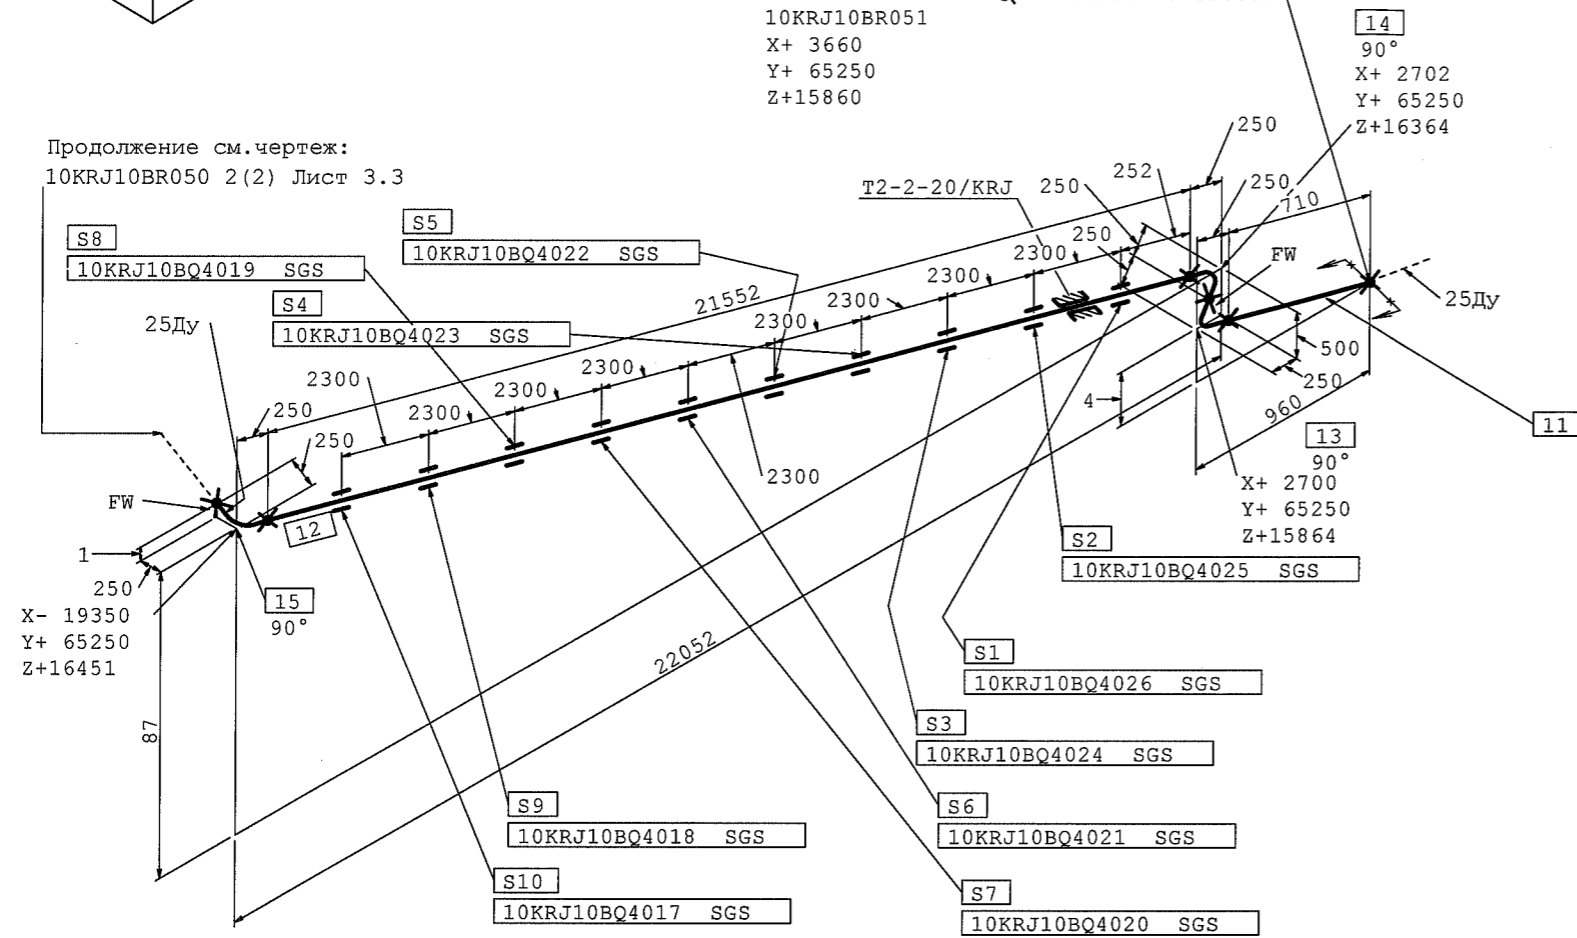 10KRJ10BR051
X+ 3660
Y+ 65250
Z+15860
14
90°
X+ 2702
Y+ 65250
Z+16364
Продолжение см.чертеж:
10KRJ10BR050 2(2) Лист 3.3
250
252
250
250
710
T2-2-20/KRJ
S5
10KRJ10BQ4022 SGS
S8
10KRJ10BQ4019 SGS
S4
10KRJ10BQ4023 SGS
25Ду
21552
250
2300
2300
2300
2300
FW
25Ду
2300
2300
2300
2300
2300
500
250
4
960
11
250
250
2300
FW
12
13
90°
X+ 2700
Y+ 65250
Z+15864
1
250
X- 19350
Y+ 65250
Z+16451
15
90°
S2
10KRJ10BQ4025 SGS
22052
S1
10KRJ10BQ4026 SGS
87
S3
10KRJ10BQ4024 SGS
S9
10KRJ10BQ4018 SGS
S6
10KRJ10BQ4021 SGS
S10
10KRJ10BQ4017 SGS
S7
10KRJ10BQ4020 SGS